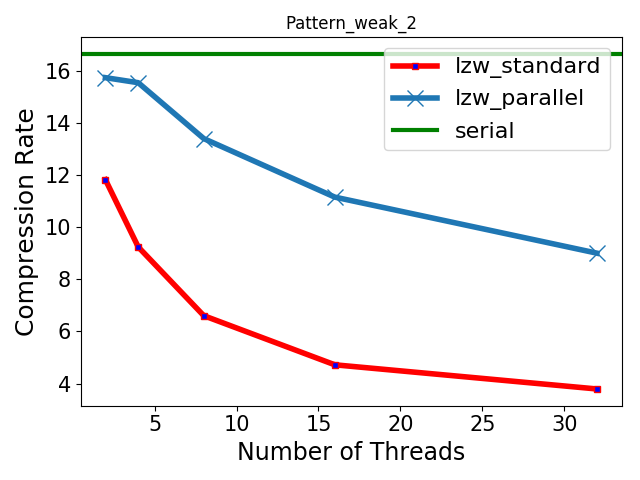 Pattern_weak_2
lzw_standard
lzw_parallel
serial
Compression Rate
16
14
12
10
8
6
4
5 10 15 20 25 30
Number of Threads